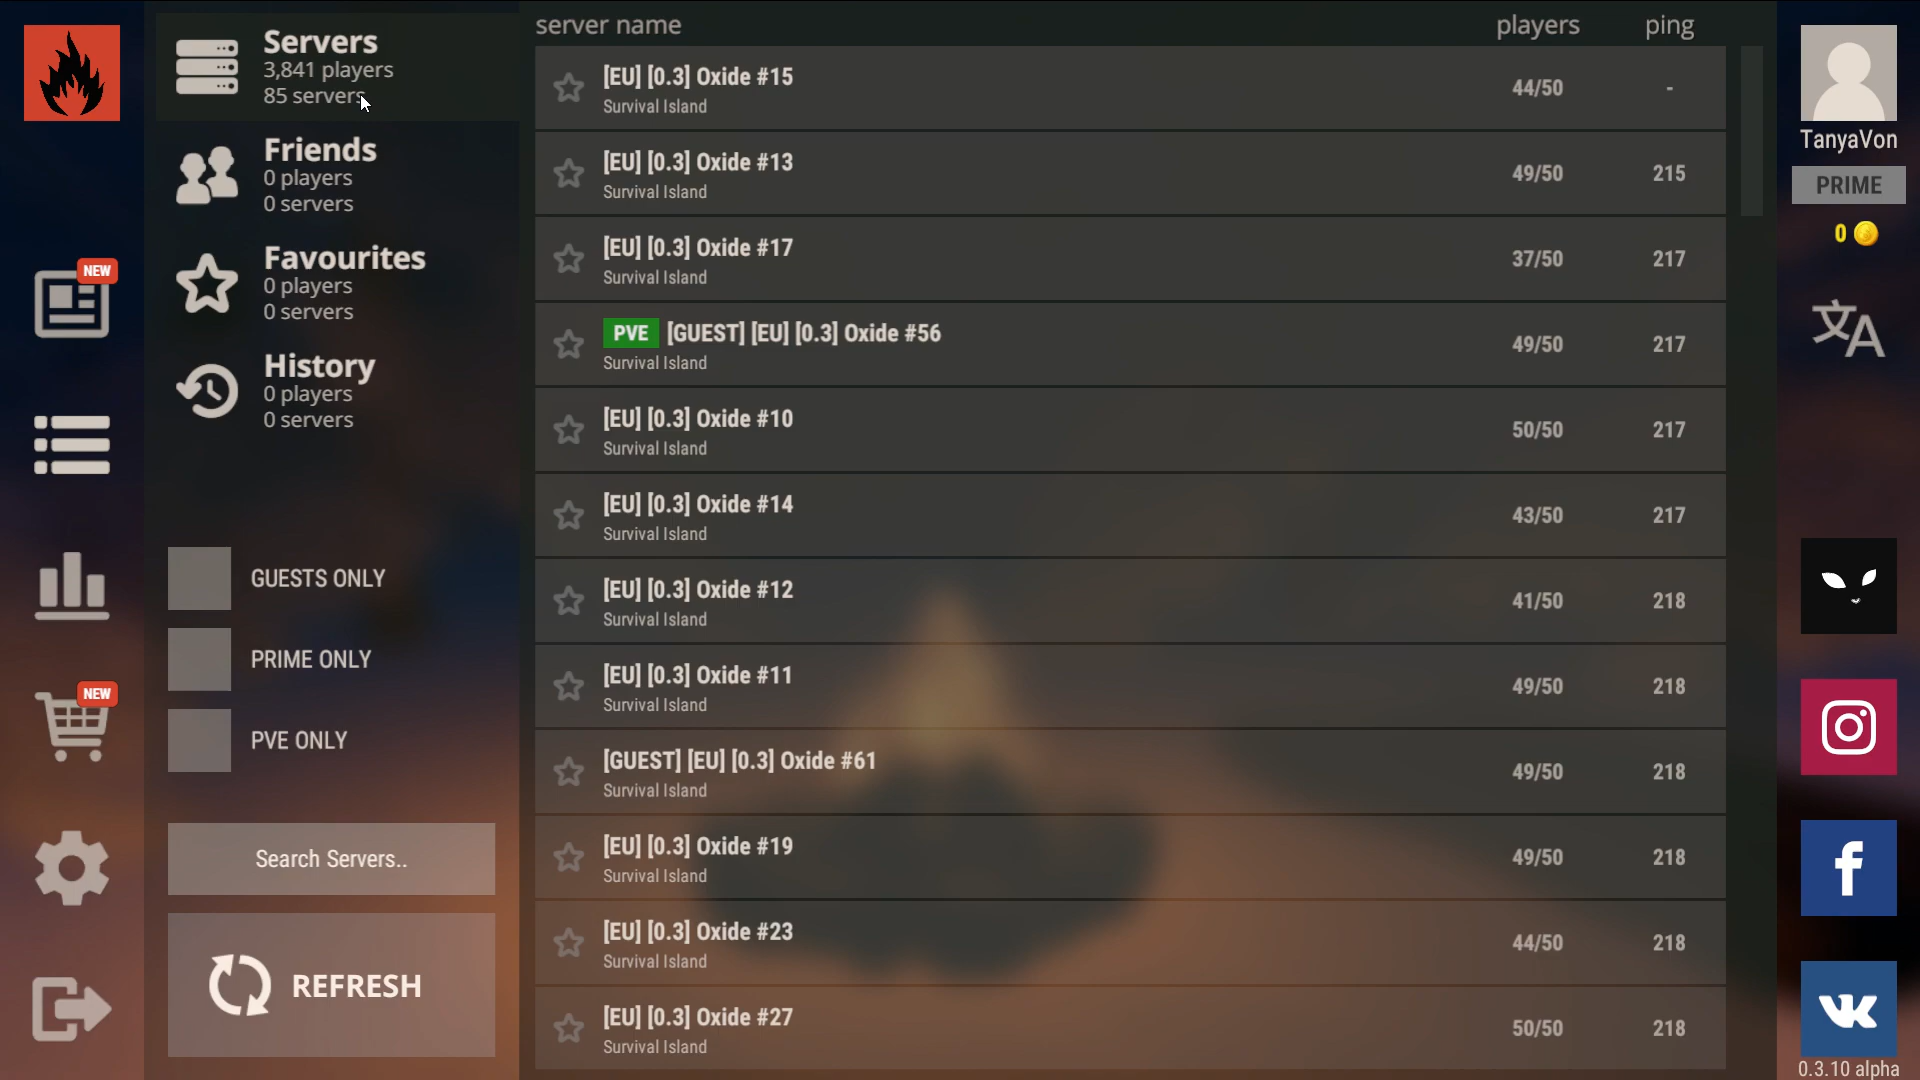 Servers
3,841 players
85 servers
Friends
0 players
0 servers
Favourites
0 players
0 servers
History
0 players
0 servers
NEW
NEW
GUESTS ONLY
PRIME ONLY
PVE ONLY
Search Servers..
REFRESH
server name players ping
[EU] [0.3] Oxide #15 44/50 -
Survival Island
[EU] [0.3] Oxide #13 49/50 215
Survival Island
[EU] [0.3] Oxide #17 37/50 217
Survival Island
PVE [GUEST] [EU] [0.3] Oxide #56 49/50 217
Survival Island
[EU] [0.3] Oxide #10 50/50 217
Survival Island
[EU] [0.3] Oxide #14 43/50 217
Survival Island
[EU] [0.3] Oxide #12 41/50 218
Survival Island
[EU] [0.3] Oxide #11 49/50 218
Survival Island
[GUEST] [EU] [0.3] Oxide #61 49/50 218
Survival Island
[EU] [0.3] Oxide #19 49/50 218
Survival Island
[EU] [0.3] Oxide #23 44/50 218
Survival Island
[EU] [0.3] Oxide #27 50/50 218
Survival Island
TanyaVon
PRIME
0
文A
f
VK
0.3.10 alpha